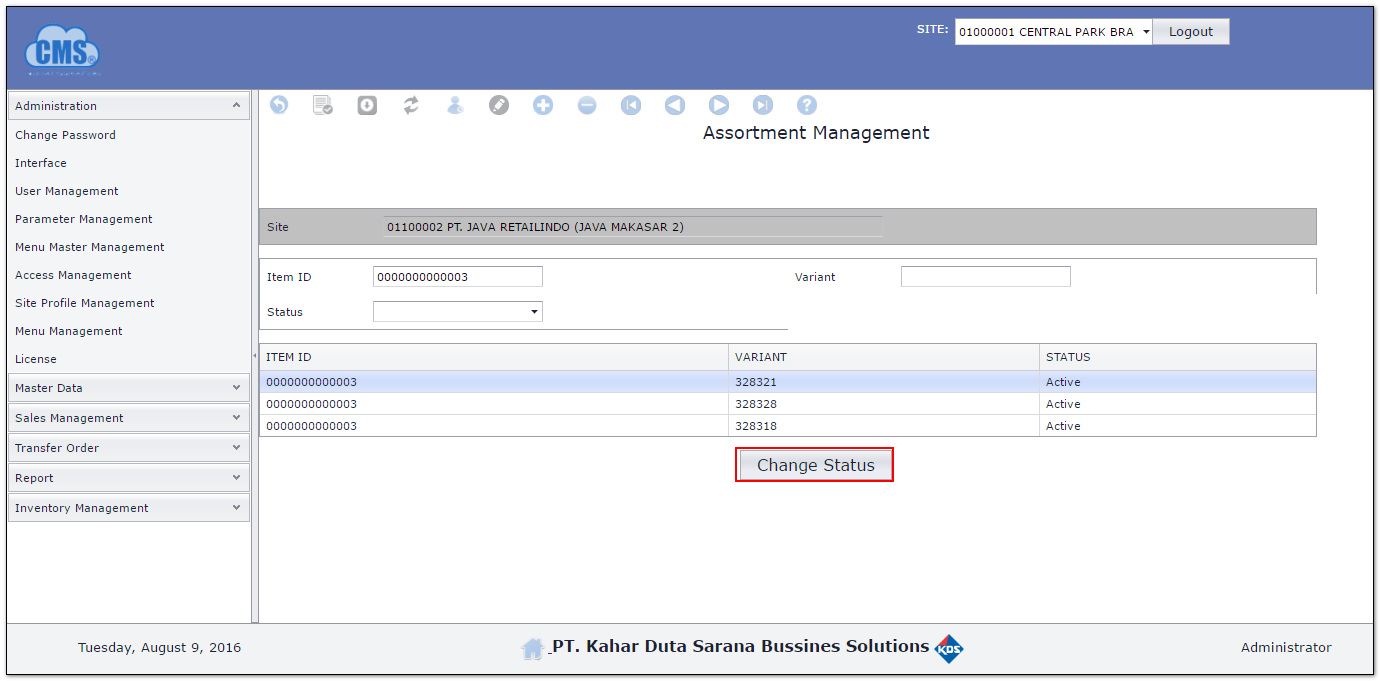 SITE: 01000001 CENTRAL PARK BRA Logout
CMS
Administration
Change Password
Interface
User Management
Parameter Management
Menu Master Management
Access Management
Site Profile Management
Menu Management
License
Master Data
Sales Management
Transfer Order
Report
Inventory Management
Assortment Management
Site 01100002 PT. JAVA RETAILINDO (JAVA MAKASAR 2)
Item ID 0000000000003 Variant
Status
ITEM ID VARIANT STATUS
0000000000003 328321 Active
0000000000003 328328 Active
0000000000003 328318 Active
Change Status
Tuesday, August 9, 2016 PT. Kahar Duta Sarana Bussines Solutions KDS Administrator